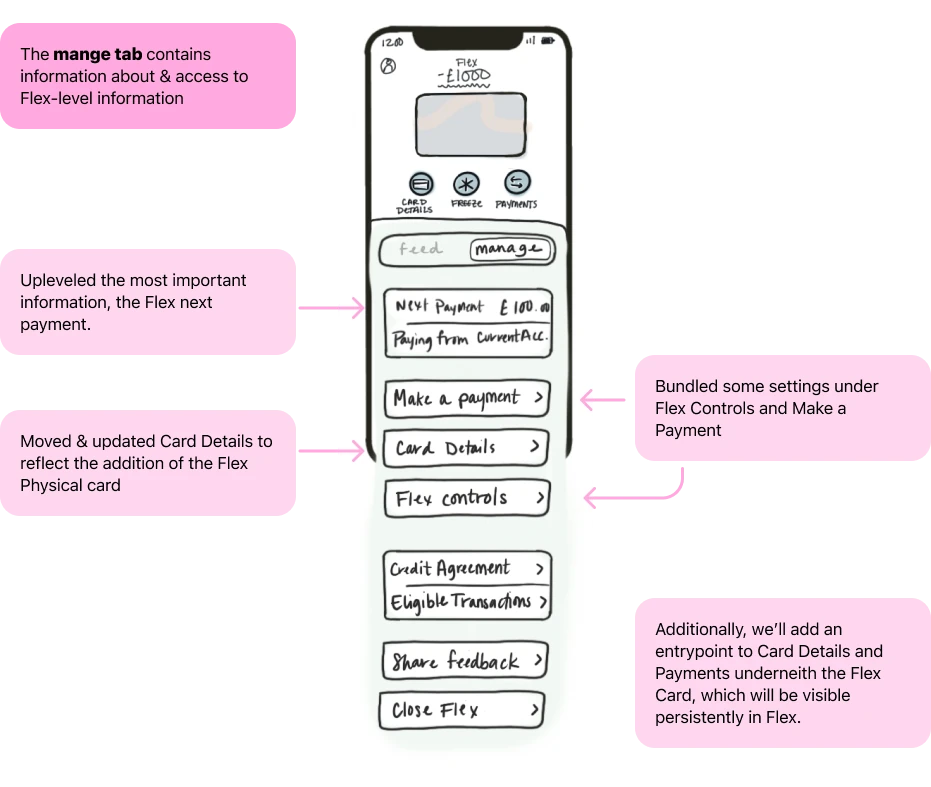 The mange tab contains
information about & access to
Flex-level information
1200
Flex
-£1000
CARD
DETAILS
FREEZE
PAYMENTS
feed
manage
Upleveled the most important
information, the Flex next
payment.
Next Payment £100.00
Paying from Current Acc.
Make a payment >
Bundled some settings under
Flex Controls and Make a
Payment
Moved & updated Card Details to
reflect the addition of the Flex
Physical card
Card Details >
Flex controls >
Credit Agreement >
Eligible Transactions >
Additionally, we’ll add an
entrypoint to Card Details and
Payments underneith the Flex
Card, which will be visible
persistently in Flex.
Share feedback >
Close Flex >